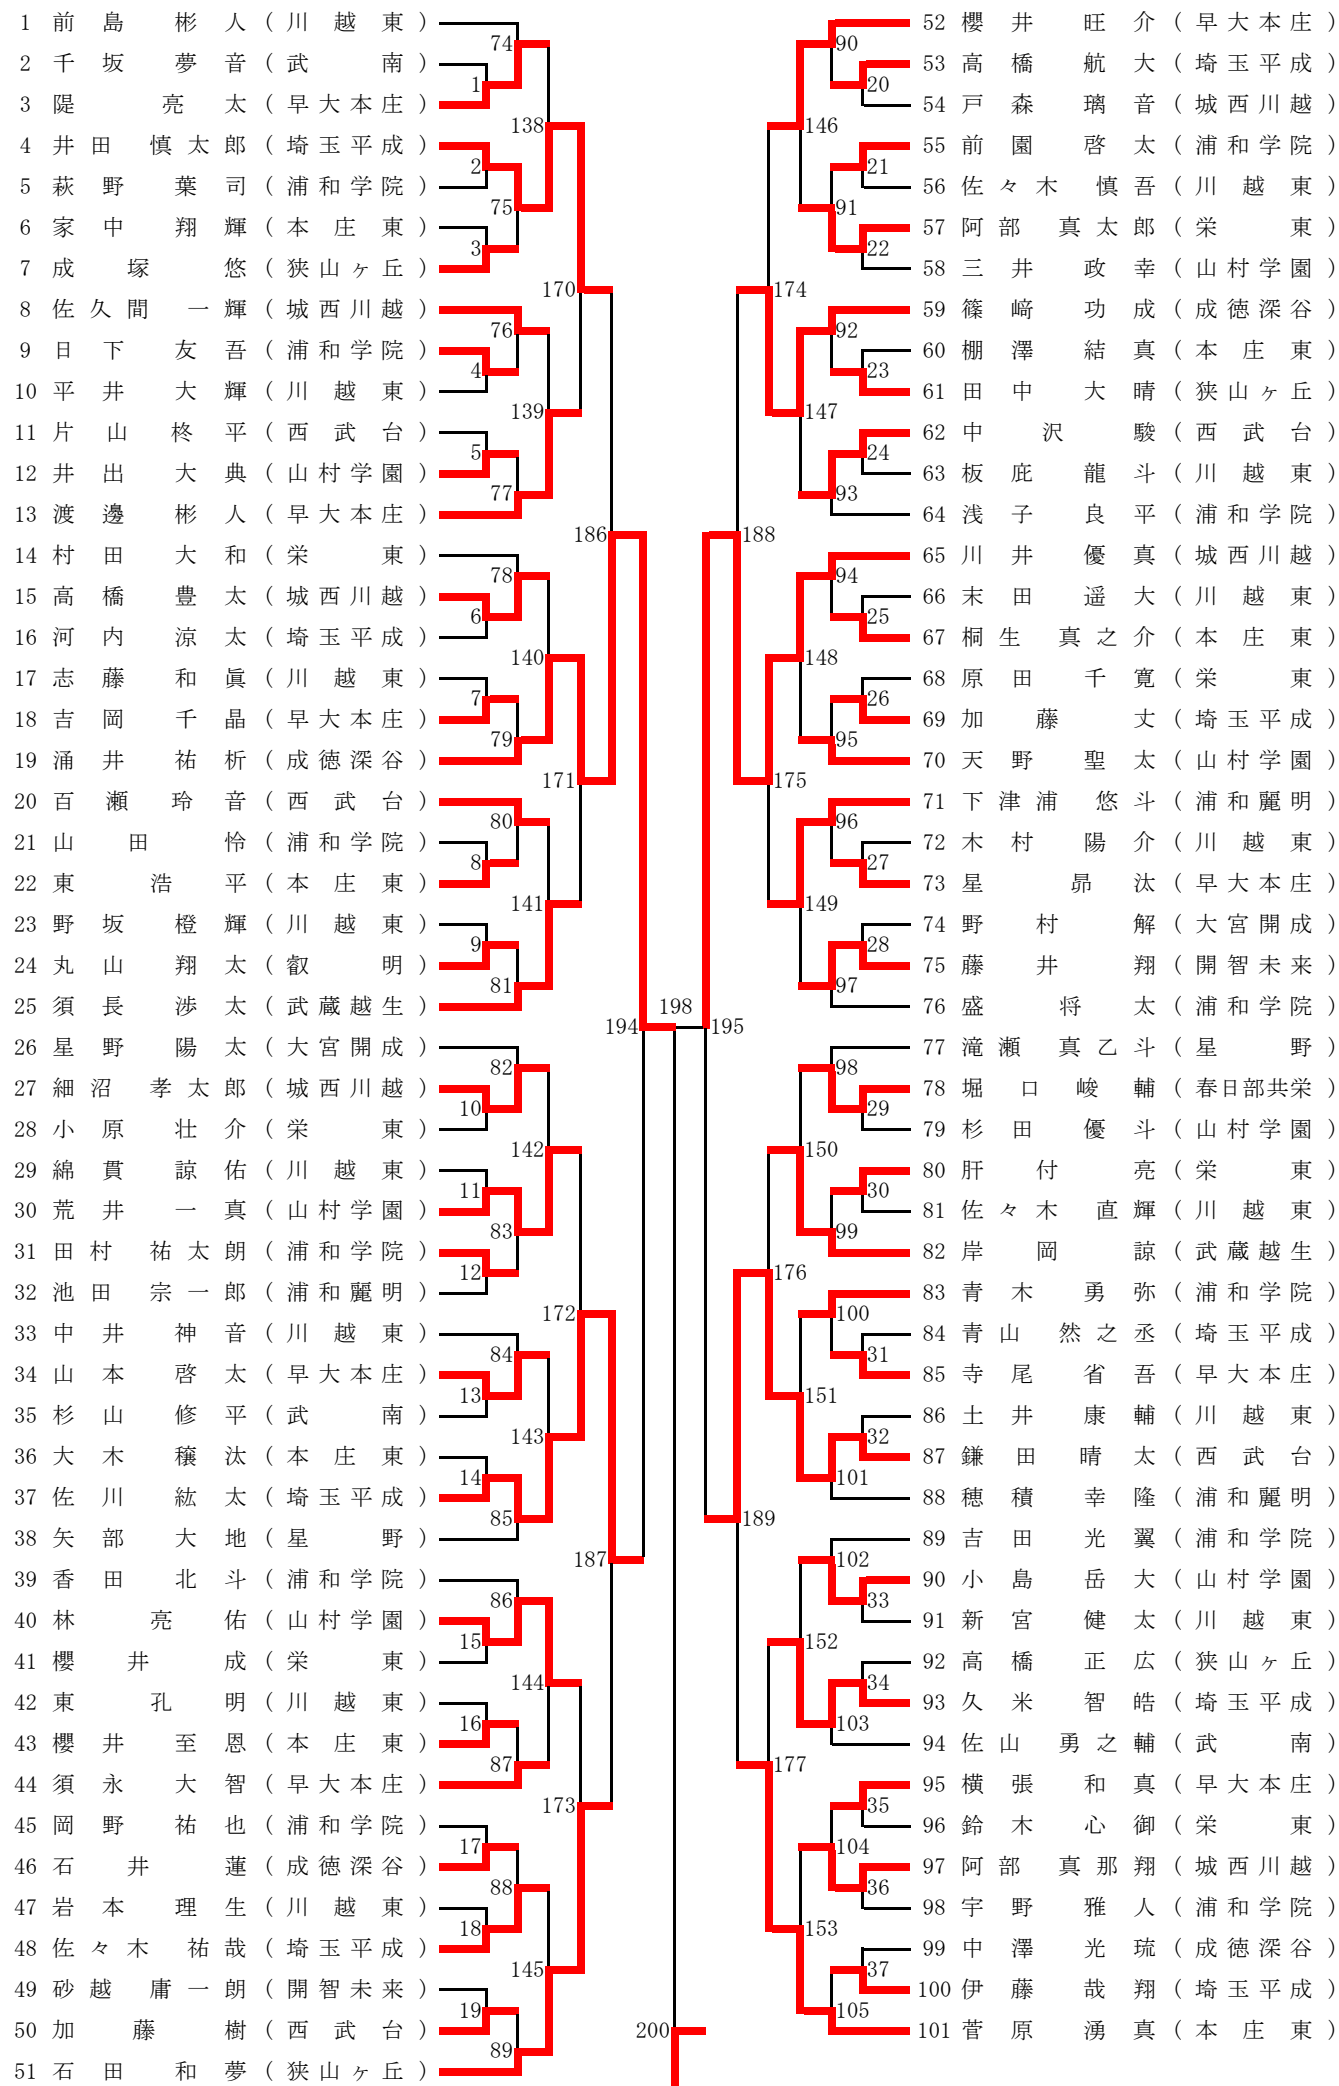 1 前島 彬人 (川越東)
2 千坂 夢音 (武南)
3 隄 亮太 (早大本庄)
4 井田 慎太郎 (埼玉平成)
5 萩野 葉司 (浦和学院)
6 家中 翔輝 (本庄東)
7 成塚 悠 (狭山ヶ丘)
8 佐久間 一輝 (城西川越)
9 日下 友吾 (浦和学院)
10 平井 大輝 (川越東)
11 片山 柊平 (西武台)
12 井出 大典 (山村学園)
13 渡邊 彬人 (早大本庄)
14 村田 大和 (栄東)
15 高橋 豊太 (城西川越)
16 河内 涼太 (埼玉平成)
17 志藤 和眞 (川越東)
18 吉岡 千晶 (早大本庄)
19 涌井 祐析 (成徳深谷)
20 百瀬 玲音 (西武台)
21 山田 怜 (浦和学院)
22 東 浩平 (本庄東)
23 野坂 橙輝 (川越東)
24 丸山 翔太 (叡明)
25 須長 渉太 (武蔵越生)
26 星野 陽太 (大宮開成)
27 細沼 孝太郎 (城西川越)
28 小原 壮介 (栄東)
29 綿貫 諒佑 (川越東)
30 荒井 一真 (山村学園)
31 田村 祐太朗 (浦和学院)
32 池田 宗一郎 (浦和麗明)
33 中井 神音 (川越東)
34 山本 啓太 (早大本庄)
35 杉山 修平 (武南)
36 大木 穣汰 (本庄東)
37 佐川 紘太 (埼玉平成)
38 矢部 大地 (星野)
39 香田 北斗 (浦和学院)
40 林 亮佑 (山村学園)
41 櫻井 成 (栄東)
42 東 孔明 (川越東)
43 櫻井 至恩 (本庄東)
44 須永 大智 (早大本庄)
45 岡野 祐也 (浦和学院)
46 石井 蓮 (成徳深谷)
47 岩本 理生 (川越東)
48 佐々木 祐哉 (埼玉平成)
49 砂越 庸一朗 (開智未来)
50 加藤 樹 (西武台)
51 石田 和夢 (狭山ヶ丘)
74
1
138
2
75
3
170
76
4
139
5
77
186
78
6
140
7
79
171
80
8
141
9
81
194
82
10
142
11
83
12
172
84
13
143
14
85
187
86
15
144
16
87
173
17
88
18
145
19
89
198
200
195
90
20
146
21
91
22
174
92
23
147
24
93
188
94
25
148
26
95
175
96
27
149
28
97
98
29
150
30
99
176
100
31
151
32
101
189
102
33
152
34
103
177
35
104
36
153
37
105
52 櫻井 旺介 (早大本庄)
53 高橋 航大 (埼玉平成)
54 戸森 璃音 (城西川越)
55 前園 啓太 (浦和学院)
56 佐々木 慎吾 (川越東)
57 阿部 真太郎 (栄東)
58 三井 政幸 (山村学園)
59 篠﨑 功成 (成徳深谷)
60 棚澤 結真 (本庄東)
61 田中 大晴 (狭山ヶ丘)
62 中沢 駿 (西武台)
63 板庇 龍斗 (川越東)
64 浅子 良平 (浦和学院)
65 川井 優真 (城西川越)
66 末田 遥大 (川越東)
67 桐生 真之介 (本庄東)
68 原田 千寛 (栄東)
69 加藤 丈 (埼玉平成)
70 天野 聖太 (山村学園)
71 下津浦 悠斗 (浦和麗明)
72 木村 陽介 (川越東)
73 星 昴汰 (早大本庄)
74 野村 解 (大宮開成)
75 藤井 翔 (開智未来)
76 盛 将太 (浦和学院)
77 滝瀬 真乙斗 (星野)
78 堀口 峻輔 (春日部共栄)
79 杉田 優斗 (山村学園)
80 肝付 亮 (栄東)
81 佐々木 直輝 (川越東)
82 岸岡 諒 (武蔵越生)
83 青木 勇弥 (浦和学院)
84 青山 然之丞 (埼玉平成)
85 寺尾 省吾 (早大本庄)
86 土井 康輔 (川越東)
87 鎌田 晴太 (西武台)
88 穂積 幸隆 (浦和麗明)
89 吉田 光翼 (浦和学院)
90 小島 岳大 (山村学園)
91 新宮 健太 (川越東)
92 高橋 正広 (狭山ヶ丘)
93 久米 智皓 (埼玉平成)
94 佐山 勇之輔 (武南)
95 横張 和真 (早大本庄)
96 鈴木 心御 (栄東)
97 阿部 真那翔 (城西川越)
98 宇野 雅人 (浦和学院)
99 中澤 光琉 (成徳深谷)
100 伊藤 哉翔 (埼玉平成)
101 菅原 湧真 (本庄東)